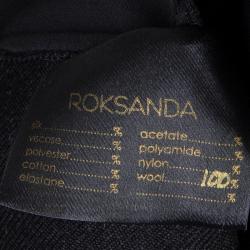 ROKSANDA
silk ........... % acetate ........... %
viscose ........... % polyamide ........... %
polyester ........... % nylon ........... %
cotton ........... % wool ........... 100%
elastane ........... %